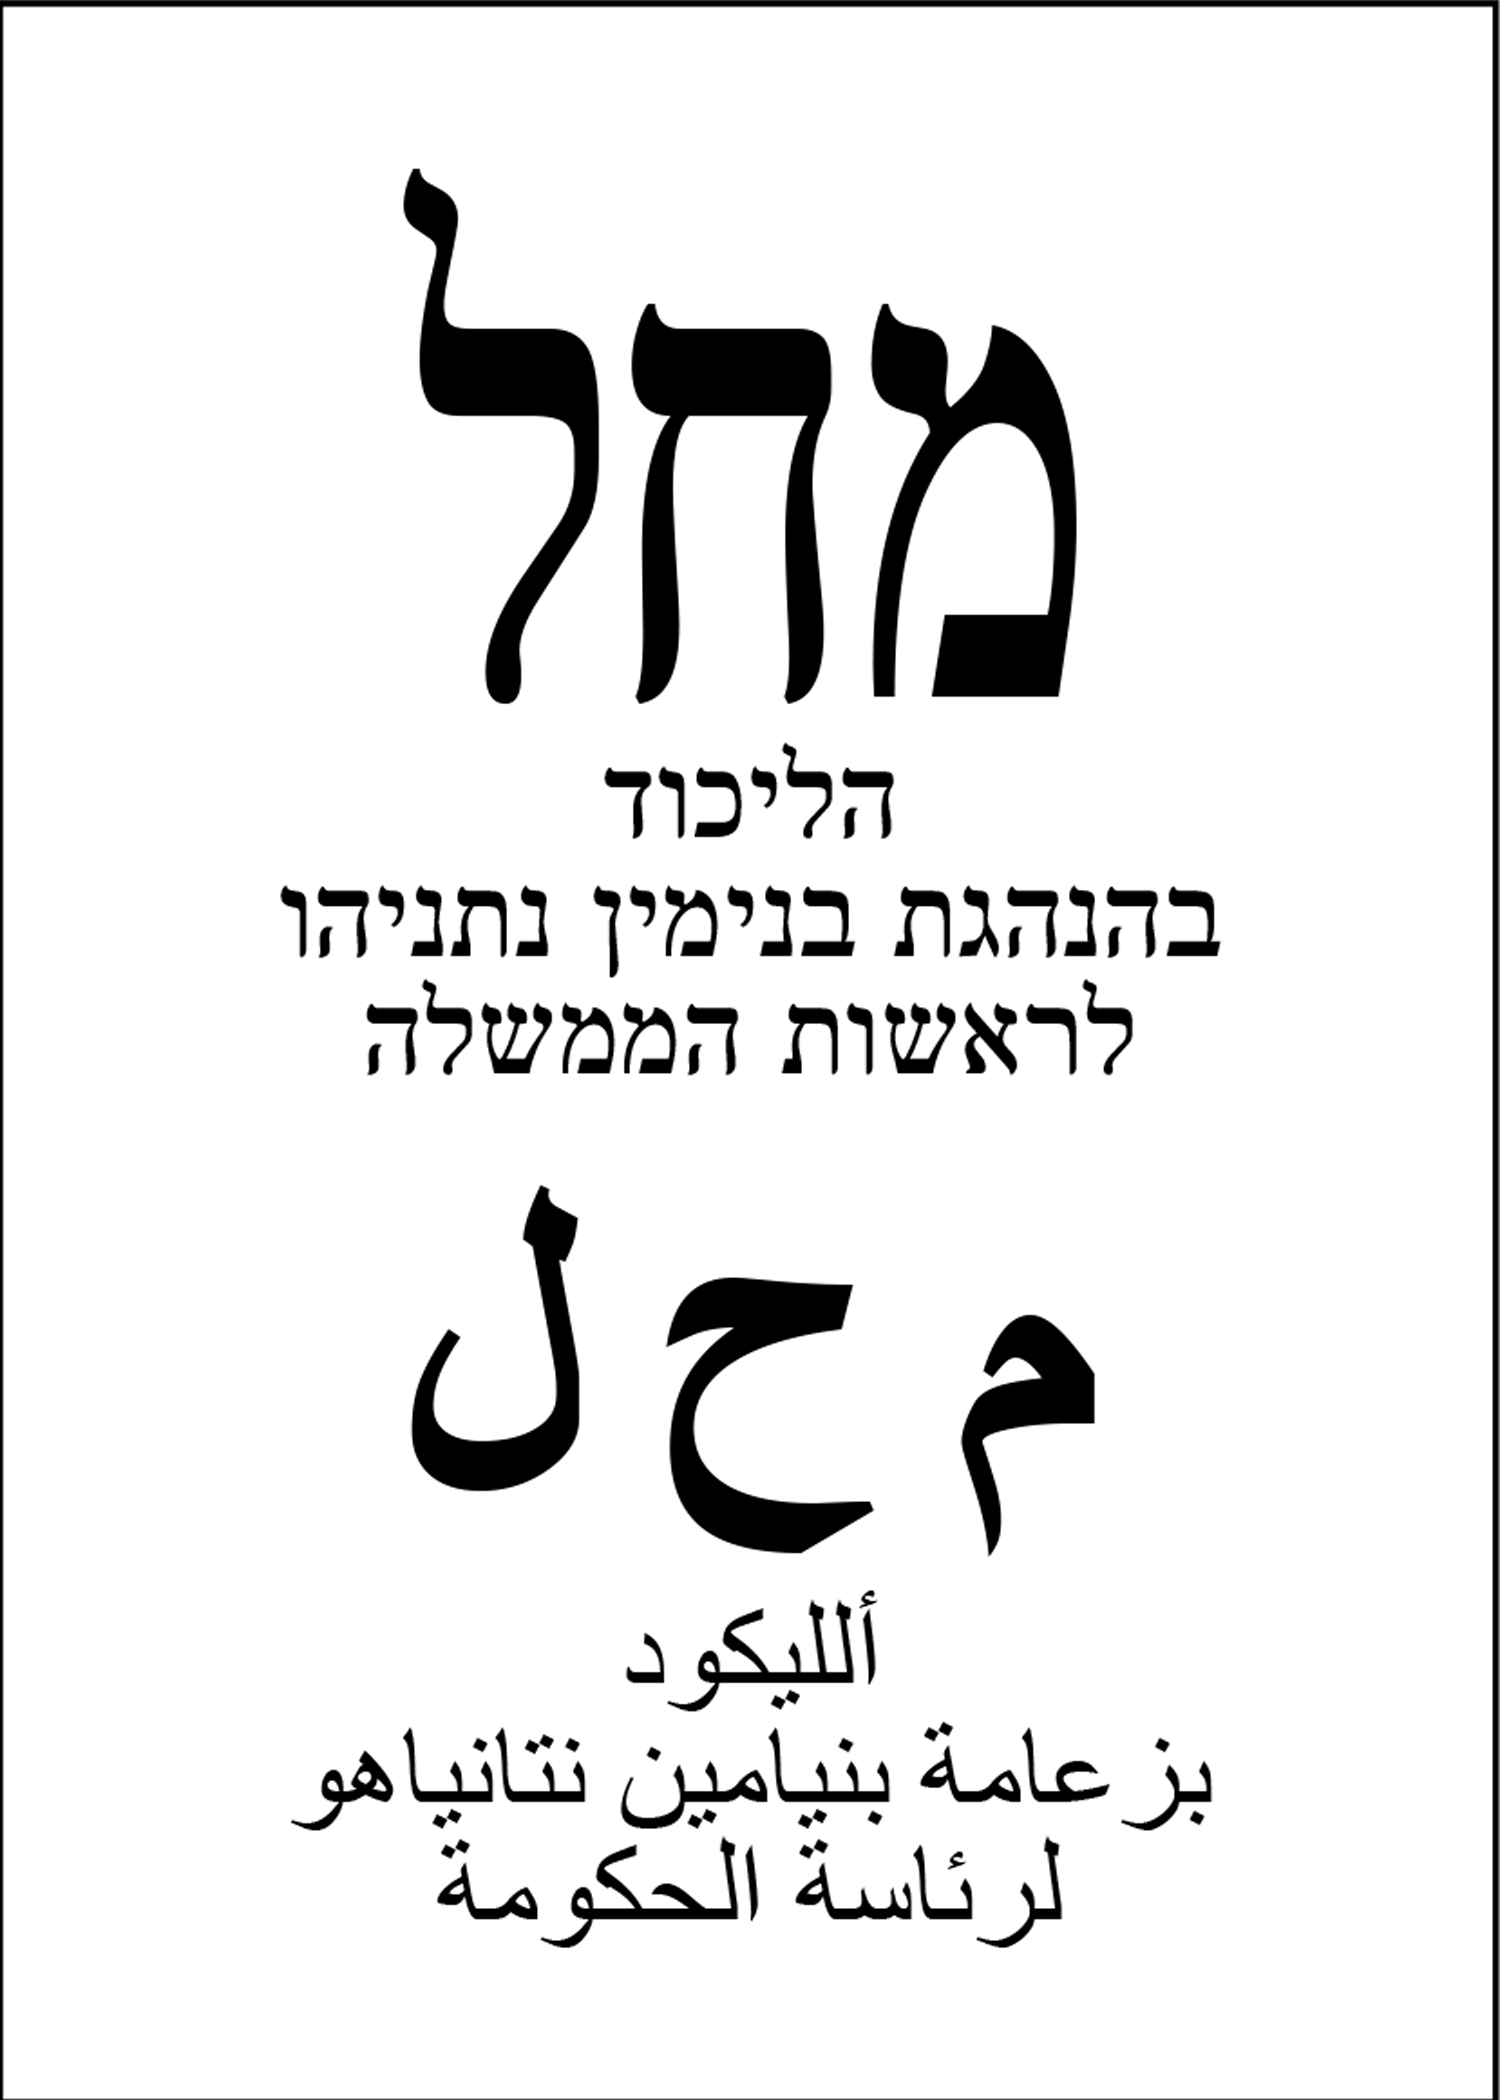 מחל
הליכוד
בהנהגת בנימין נתניהו
לראשות הממשלה
م ح ل
ألليكود
بزعامة بنيامين نتانياهو
لرئاسة الحكومة